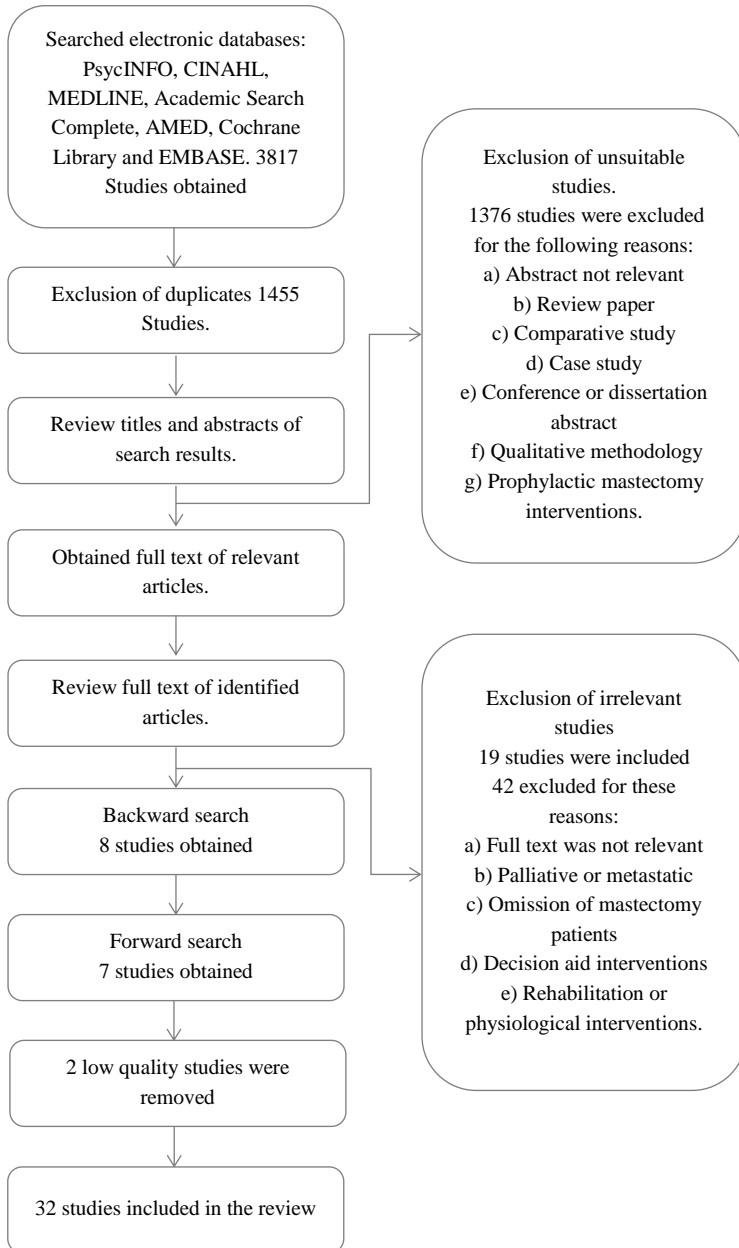 Searched electronic databases:
PsycINFO, CINAHL,
MEDLINE, Academic Search
Complete, AMED, Cochrane
Library and EMBASE. 3817
Studies obtained
Exclusion of duplicates 1455
Studies.
Review titles and abstracts of
search results.
Exclusion of unsuitable
studies.
1376 studies were excluded
for the following reasons:
a) Abstract not relevant
b) Review paper
c) Comparative study
d) Case study
e) Conference or dissertation
abstract
f) Qualitative methodology
g) Prophylactic mastectomy
interventions.
Obtained full text of relevant
articles.
Review full text of identified
articles.
Exclusion of irrelevant
studies
19 studies were included
42 excluded for these
reasons:
a) Full text was not relevant
b) Palliative or metastatic
c) Omission of mastectomy
patients
d) Decision aid interventions
e) Rehabilitation or
physiological interventions.
Backward search
8 studies obtained
Forward search
7 studies obtained
2 low quality studies were
removed
32 studies included in the review